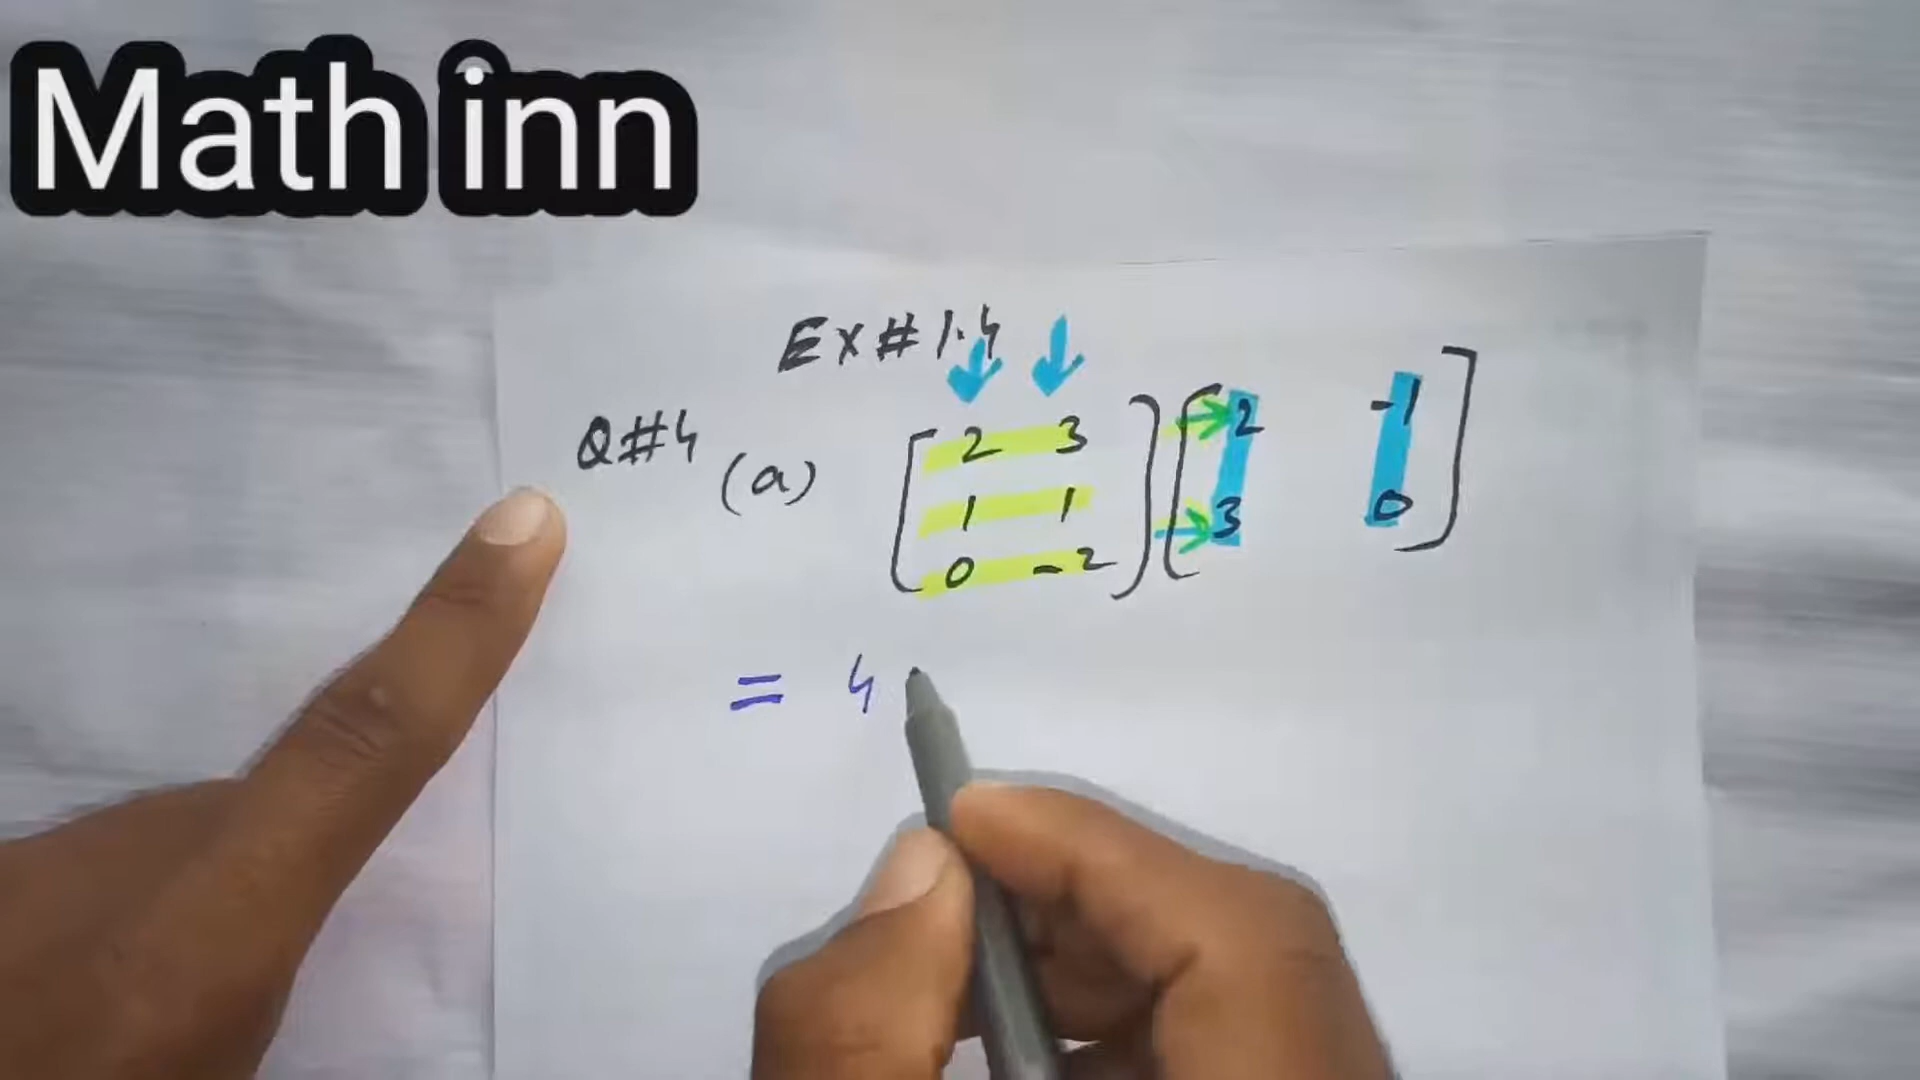 Math inn
Ex # 1.4
Q#4 (a) [2 3] [2 -1]
1 1 3 0
0 -2
= 4